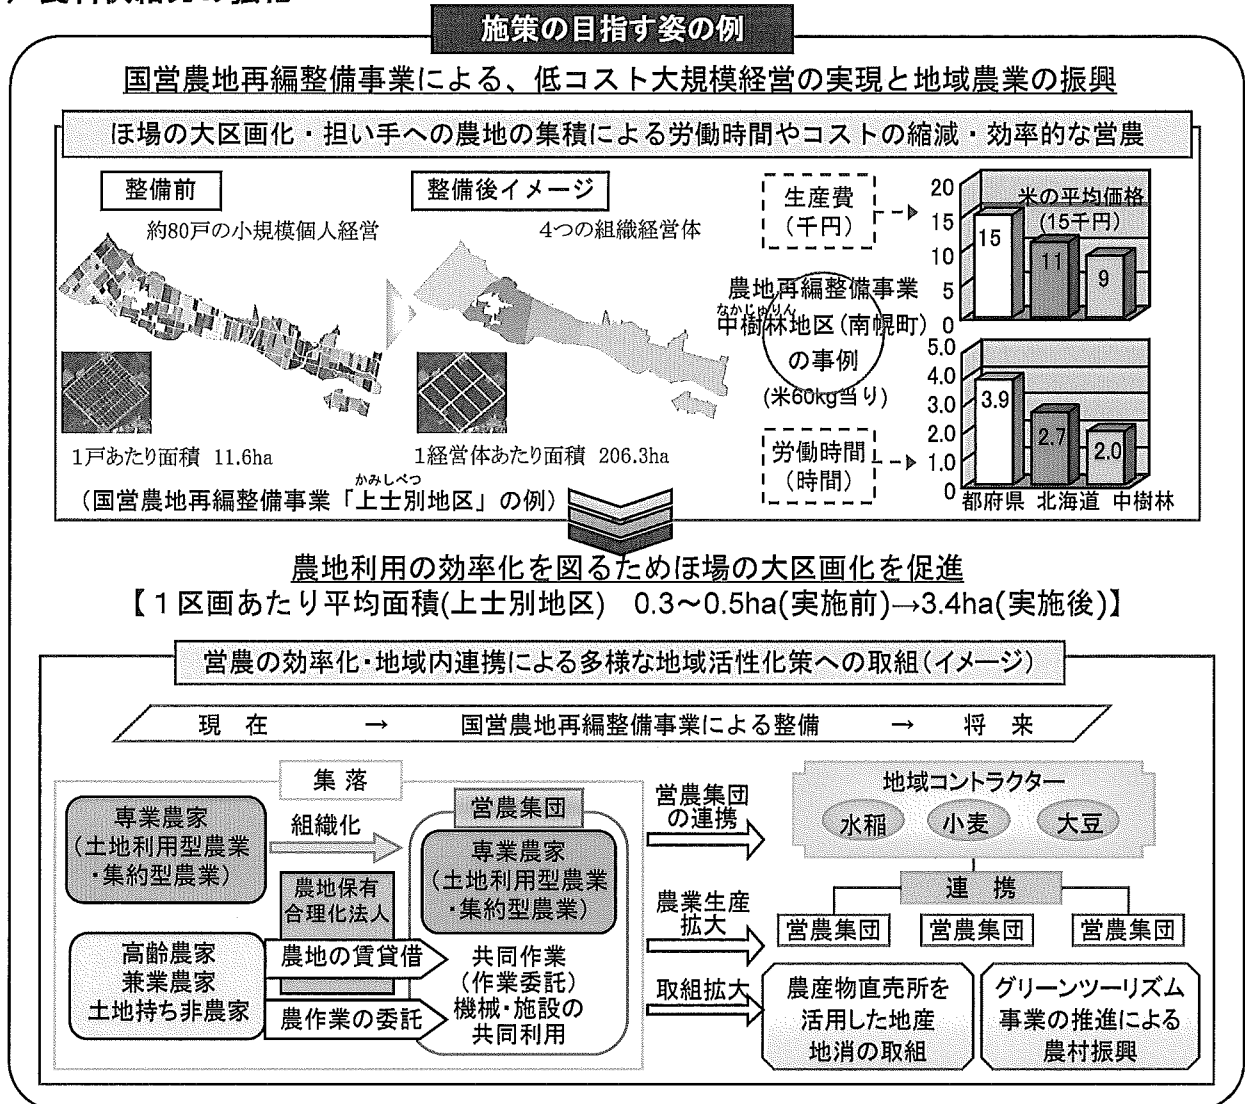 施策の目指す姿の例
国営農地再編整備事業による、低コスト大規模経営の実現と地域農業の振興
ほ場の大区画化・担い手への農地の集積による労働時間やコストの縮減・効率的な営農
整備前
約80戸の小規模個人経営
1戸あたり面積 11.6ha
整備後イメージ
4つの組織経営体
1経営体あたり面積 206.3ha
かみしべつ
(国営農地再編整備事業「上士別地区」の例)
生産費
(千円)
農地再編整備事業
なかじゅりん
中樹林地区(南幌町)
の事例
(米60kg当り)
労働時間
(時間)
20
15
10
5
0
米の平均価格
(15千円)
15
11
9
5.0
4.0
3.0
2.0
1.0
0
3.9
2.7
2.0
都府県 北海道 中樹林
農地利用の効率化を図るためほ場の大区画化を促進
【1区画あたり平均面積(上士別地区) 0.3～0.5ha(実施前)→3.4ha(実施後)】
営農の効率化・地域内連携による多様な地域活性化策への取組(イメージ)
現 在 → 国営農地再編整備事業による整備 → 将 来
集落
専業農家
(土地利用型農業
・集約型農業)
組織化
農地保有
合理化法人
高齢農家
兼業農家
土地持ち非農家
農地の賃貸借
農作業の委託
営農集団
専業農家
(土地利用型農業
・集約型農業)
共同作業
(作業委託)
機械・施設の
共同利用
営農集団
の連携
農業生産
拡大
取組拡大
地域コントラクター
水稲 小麦 大豆
連 携
営農集団 営農集団 営農集団
農産物直売所を
活用した地産
地消の取組
グリーンツーリズム
事業の推進による
農村振興